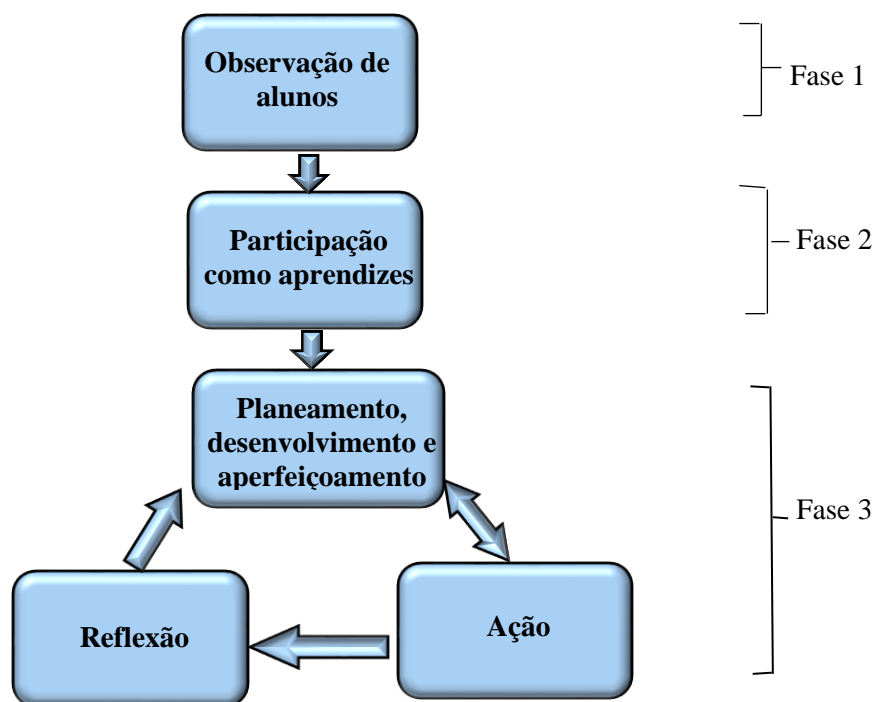 Observação de
alunos
Fase 1
Participação
como aprendizes
Fase 2
Planeamento,
desenvolvimento e
aperfeiçoamento
Fase 3
Reflexão
Ação